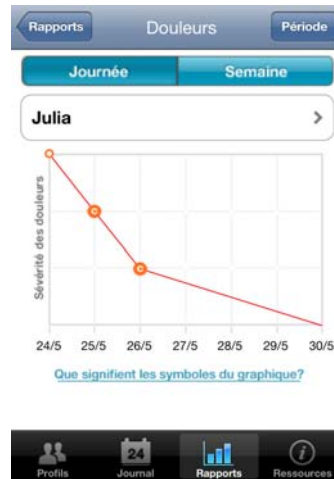 Rapports Douleurs Période
Journée Semaine
Julia
Sévérité des douleurs
24/5 25/5 26/5 27/5 28/5 29/5 30/5
Que signifient les symboles du graphique?
24
Profils Journal Rapports Ressources